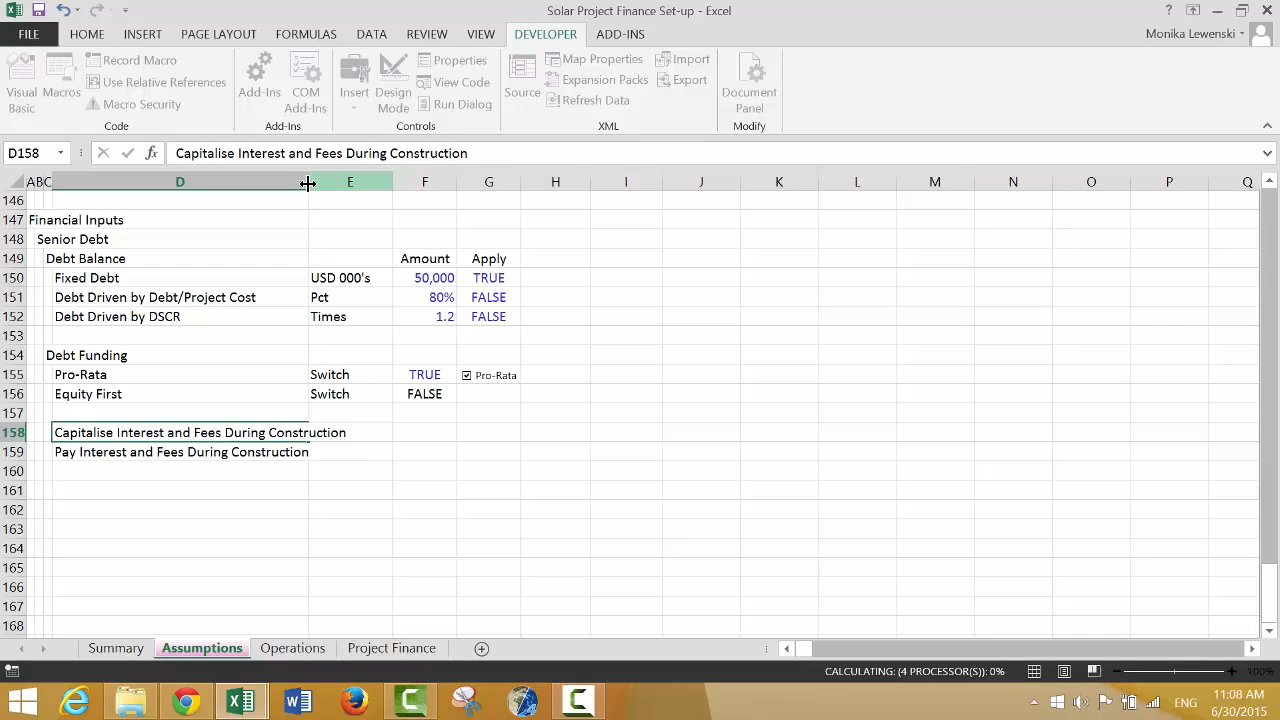 Solar Project Finance Set-up - Excel
FILE HOME INSERT PAGE LAYOUT FORMULAS DATA REVIEW VIEW DEVELOPER ADD-INS Monika Lewenski
Visual Basic
Macros
Record Macro
Use Relative References
Macro Security
Code
Add-Ins
COM Add-Ins
Add-Ins
Insert
Design Mode
Properties
View Code
Run Dialog
Controls
Source
Map Properties
Expansion Packs
Refresh Data
Import
Export
XML
Document Panel
Modify
D158 fx Capitalise Interest and Fees During Construction
A B C D E F G H I J K L M N O P Q
146
147 Financial Inputs
148 Senior Debt
149 Debt Balance Amount Apply
150 Fixed Debt USD 000's 50,000 TRUE
151 Debt Driven by Debt/Project Cost Pct 80% FALSE
152 Debt Driven by DSCR Times 1.2 FALSE
153
154 Debt Funding
155 Pro-Rata Switch TRUE Pro-Rata
156 Equity First Switch FALSE
157
158 Capitalise Interest and Fees During Construction
159 Pay Interest and Fees During Construction
160
161
162
163
164
165
166
167
168
Summary Assumptions Operations Project Finance
CALCULATING: (4 PROCESSOR(S)): 0% 100%
ENG 11:08 AM
6/30/2015